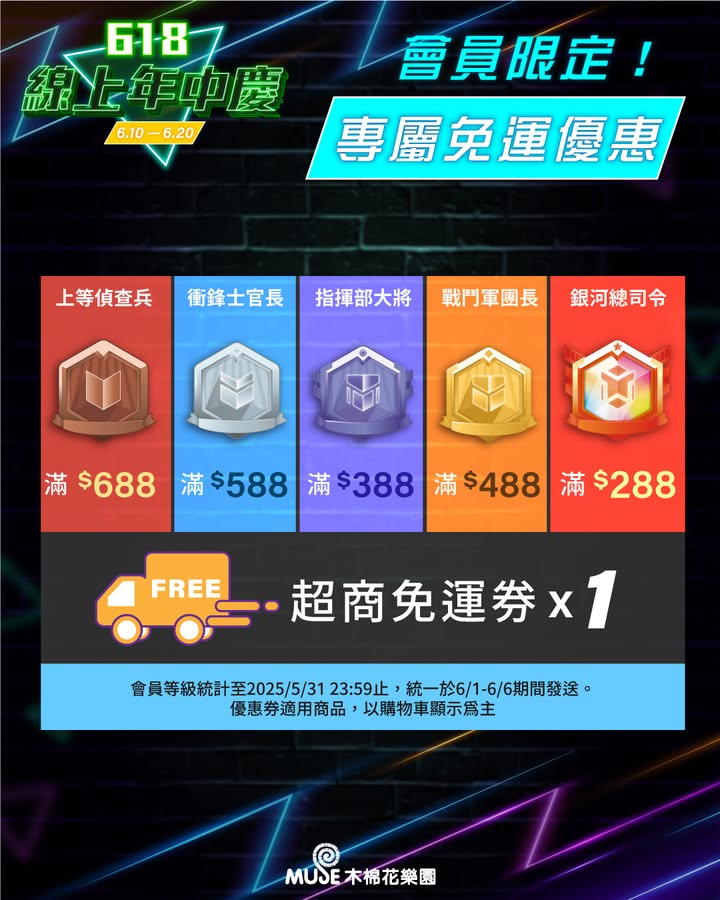 618
線上年中慶
6.10 — 6.20
會員限定！
專屬免運優惠
上等偵查兵
滿 $688
衝鋒士官長
滿 $588
指揮部大將
滿 $388
戰鬥軍團長
滿 $488
銀河總司令
滿 $288
FREE
超商免運券 x 1
會員等級統計至2025/5/31 23:59止，統一於6/1-6/6期間發送。
優惠券適用商品，以購物車顯示為主
MUSE 木棉花樂園